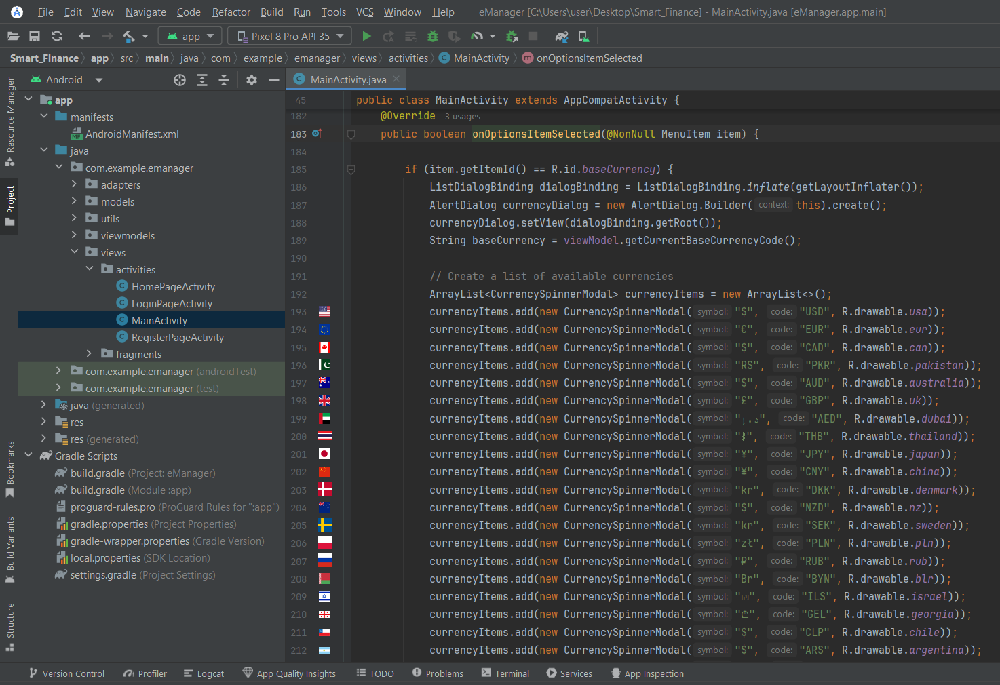 File Edit View Navigate Code Refactor Build Run Tools VCS Window Help eManager [C:\Users\user\Desktop\Smart_Finance] - MainActivity.java [eManager.app.main]
app Pixel 8 Pro API 35
Smart_Finance app src main java com example emanager views activities MainActivity onOptionsItemSelected
Resource Manager
Project
Bookmarks
Build Variants
Structure
Android
app
manifests
AndroidManifest.xml
java
com.example.emanager
adapters
models
utils
viewmodels
views
activities
HomePageActivity
LoginPageActivity
MainActivity
RegisterPageActivity
fragments
com.example.emanager (androidTest)
com.example.emanager (test)
java (generated)
res
res (generated)
Gradle Scripts
build.gradle (Project: eManager)
build.gradle (Module :app)
proguard-rules.pro (ProGuard Rules for ":app")
gradle.properties (Project Properties)
gradle-wrapper.properties (Gradle Version)
local.properties (SDK Location)
settings.gradle (Project Settings)
MainActivity.java
45 public class MainActivity extends AppCompatActivity {
182 @Override 3 usages
183 public boolean onOptionsItemSelected(@NonNull MenuItem item) {
184
185 if (item.getItemId() == R.id.baseCurrency) {
186 ListDialogBinding dialogBinding = ListDialogBinding.inflate(getLayoutInflater());
187 AlertDialog currencyDialog = new AlertDialog.Builder( context: this).create();
188 currencyDialog.setView(dialogBinding.getRoot());
189 String baseCurrency = viewModel.getCurrentBaseCurrencyCode();
190
191 // Create a list of available currencies
192 ArrayList<CurrencySpinnerModal> currencyItems = new ArrayList<>();
193 currencyItems.add(new CurrencySpinnerModal( symbol: "$", code: "USD", R.drawable.usa));
194 currencyItems.add(new CurrencySpinnerModal( symbol: "€", code: "EUR", R.drawable.eur));
195 currencyItems.add(new CurrencySpinnerModal( symbol: "$", code: "CAD", R.drawable.can));
196 currencyItems.add(new CurrencySpinnerModal( symbol: "RS", code: "PKR", R.drawable.pakistan));
197 currencyItems.add(new CurrencySpinnerModal( symbol: "$", code: "AUD", R.drawable.australia));
198 currencyItems.add(new CurrencySpinnerModal( symbol: "£", code: "GBP", R.drawable.uk));
199 currencyItems.add(new CurrencySpinnerModal( symbol: "د.إ", code: "AED", R.drawable.dubai));
200 currencyItems.add(new CurrencySpinnerModal( symbol: "฿", code: "THB", R.drawable.thailand));
201 currencyItems.add(new CurrencySpinnerModal( symbol: "¥", code: "JPY", R.drawable.japan));
202 currencyItems.add(new CurrencySpinnerModal( symbol: "¥", code: "CNY", R.drawable.china));
203 currencyItems.add(new CurrencySpinnerModal( symbol: "kr", code: "DKK", R.drawable.denmark));
204 currencyItems.add(new CurrencySpinnerModal( symbol: "$", code: "NZD", R.drawable.nz));
205 currencyItems.add(new CurrencySpinnerModal( symbol: "kr", code: "SEK", R.drawable.sweden));
206 currencyItems.add(new CurrencySpinnerModal( symbol: "zł", code: "PLN", R.drawable.pln));
207 currencyItems.add(new CurrencySpinnerModal( symbol: "₽", code: "RUB", R.drawable.rub));
208 currencyItems.add(new CurrencySpinnerModal( symbol: "Br", code: "BYN", R.drawable.blr));
209 currencyItems.add(new CurrencySpinnerModal( symbol: "₪", code: "ILS", R.drawable.israel));
210 currencyItems.add(new CurrencySpinnerModal( symbol: "₾", code: "GEL", R.drawable.georgia));
211 currencyItems.add(new CurrencySpinnerModal( symbol: "$", code: "CLP", R.drawable.chile));
212 currencyItems.add(new CurrencySpinnerModal( symbol: "$", code: "ARS", R.drawable.argentina));
Version Control Profiler Logcat App Quality Insights TODO Problems Terminal Services App Inspection